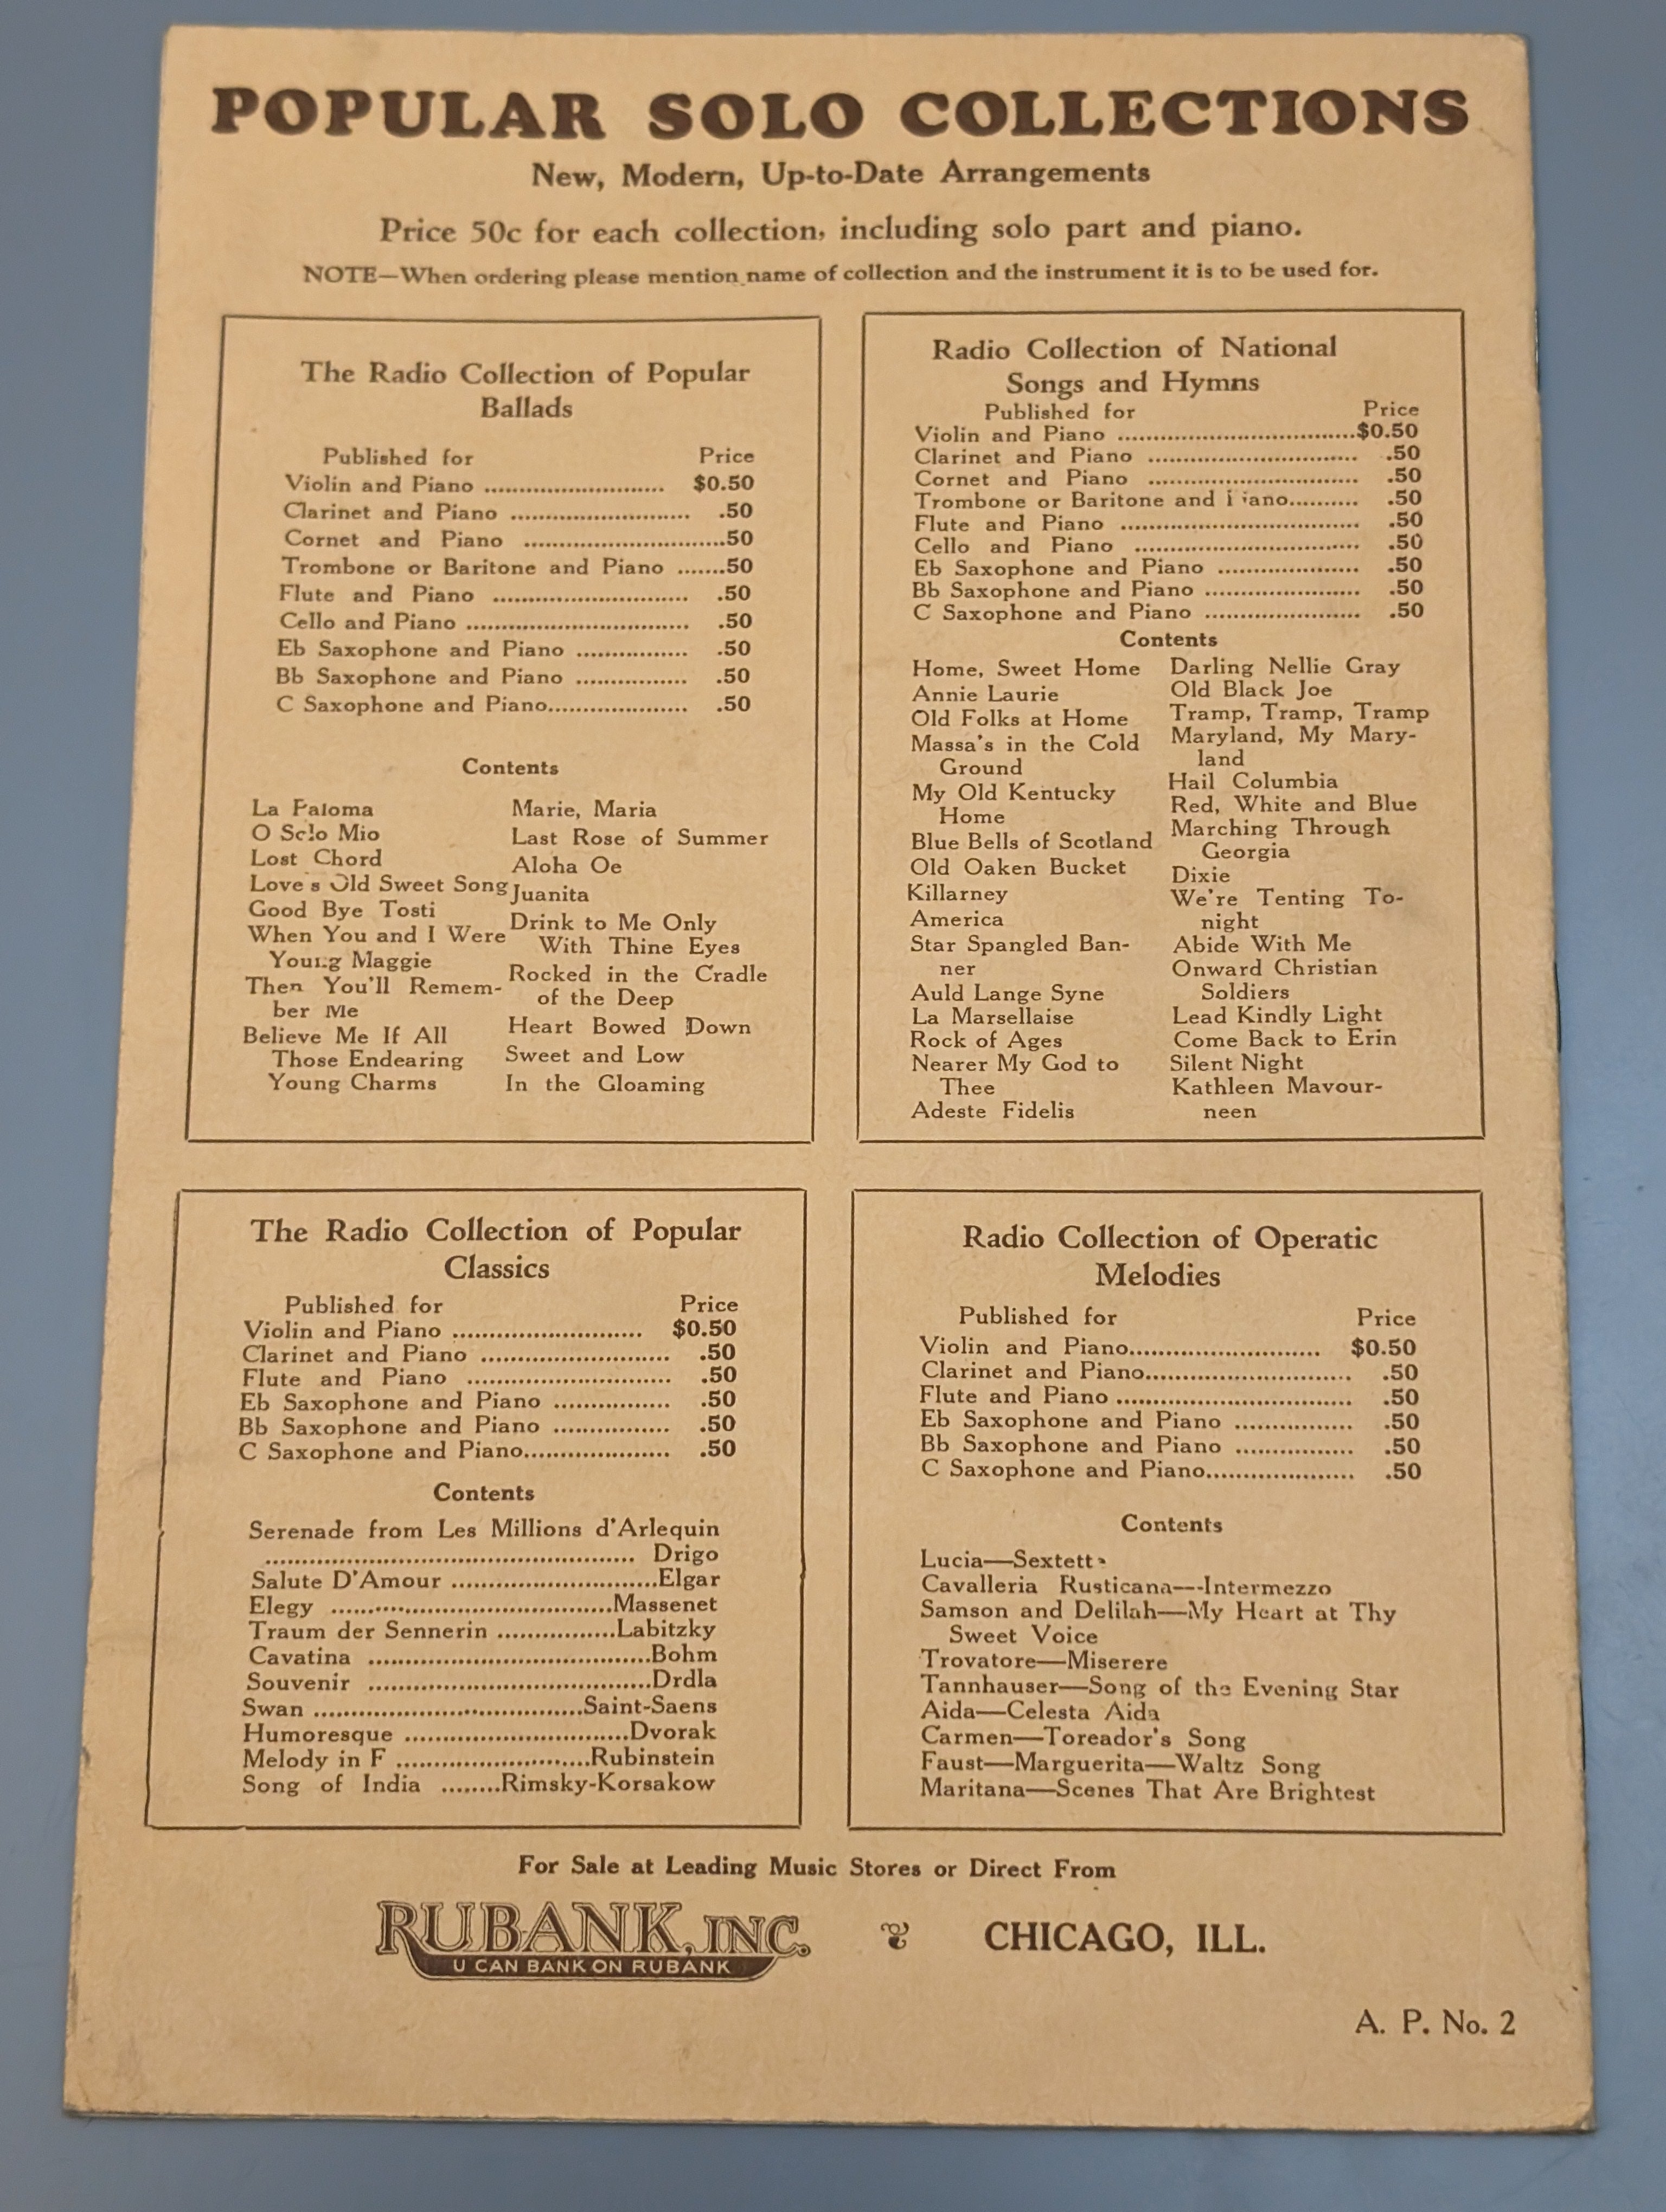 POPULAR SOLO COLLECTIONS
New, Modern, Up-to-Date Arrangements
Price 50c for each collection, including solo part and piano.
NOTE—When ordering please mention name of collection and the instrument it is to be used for.
The Radio Collection of Popular
Ballads
Published for Price
Violin and Piano .......................... $0.50
Clarinet and Piano .......................... .50
Cornet and Piano .............................50
Trombone or Baritone and Piano .......50
Flute and Piano ............................ .50
Cello and Piano ................................ .50
Eb Saxophone and Piano ................ .50
Bb Saxophone and Piano ................ .50
C Saxophone and Piano.................... .50
Contents
La Paloma
O Solo Mio
Lost Chord
Love's Old Sweet Song
Good Bye Tosti
When You and I Were
Young Maggie
Then You'll Remem-
ber Me
Believe Me If All
Those Endearing
Young Charms
Marie, Maria
Last Rose of Summer
Aloha Oe
Juanita
Drink to Me Only
With Thine Eyes
Rocked in the Cradle
of the Deep
Heart Bowed Down
Sweet and Low
In the Gloaming
Radio Collection of National
Songs and Hymns
Published for Price
Violin and Piano ..................................$0.50
Clarinet and Piano .............................. .50
Cornet and Piano .............................. .50
Trombone or Baritone and Piano.......... .50
Flute and Piano .................................. .50
Cello and Piano ................................ .50
Eb Saxophone and Piano .................... .50
Bb Saxophone and Piano ...................... .50
C Saxophone and Piano ...................... .50
Contents
Home, Sweet Home
Annie Laurie
Old Folks at Home
Massa's in the Cold
Ground
My Old Kentucky
Home
Blue Bells of Scotland
Old Oaken Bucket
Killarney
America
Star Spangled Ban-
ner
Auld Lange Syne
La Marsellaise
Rock of Ages
Nearer My God to
Thee
Adeste Fidelis
Darling Nellie Gray
Old Black Joe
Tramp, Tramp, Tramp
Maryland, My Mary-
land
Hail Columbia
Red, White and Blue
Marching Through
Georgia
Dixie
We're Tenting To-
night
Abide With Me
Onward Christian
Soldiers
Lead Kindly Light
Come Back to Erin
Silent Night
Kathleen Mavour-
neen
The Radio Collection of Popular
Classics
Published for Price
Violin and Piano .......................... $0.50
Clarinet and Piano .......................... .50
Flute and Piano ............................ .50
Eb Saxophone and Piano ................ .50
Bb Saxophone and Piano ................ .50
C Saxophone and Piano.................... .50
Contents
Serenade from Les Millions d'Arlequin
.................................................. Drigo
Salute D'Amour ............................Elgar
Elegy .......................................Massenet
Traum der Sennerin ................Labitzky
Cavatina .......................................Bohm
Souvenir .......................................Drdla
Swan .....................................Saint-Saens
Humoresque ...............................Dvorak
Melody in F ..........................Rubinstein
Song of India ........Rimsky-Korsakow
Radio Collection of Operatic
Melodies
Published for Price
Violin and Piano.......................... $0.50
Clarinet and Piano............................ .50
Flute and Piano ................................ .50
Eb Saxophone and Piano ................ .50
Bb Saxophone and Piano ................ .50
C Saxophone and Piano.................... .50
Contents
Lucia—Sextette
Cavalleria Rusticana—Intermezzo
Samson and Delilah—My Heart at Thy
Sweet Voice
Trovatore—Miserere
Tannhauser—Song of the Evening Star
Aida—Celesta Aida
Carmen—Toreador's Song
Faust—Marguerita—Waltz Song
Maritana—Scenes That Are Brightest
For Sale at Leading Music Stores or Direct From
RUBANK, INC. CHICAGO, ILL.
U CAN BANK ON RUBANK
A. P. No. 2